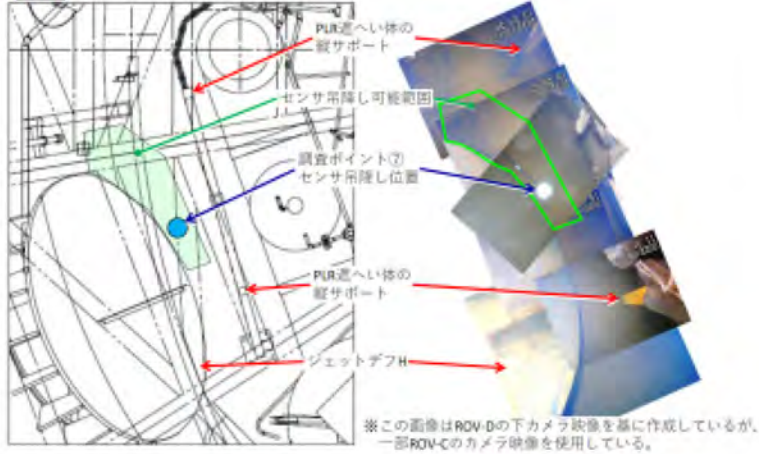 PLR遮へい体の
縦サポート
センサ吊降し可能範囲
調査ポイント⑦
センサ吊降し位置
PLR遮へい体の
縦サポート
ジェットデフH
※この画像はROV-Dの下カメラ映像を基に作成しているが、
一部ROV-Cのカメラ映像を使用している。